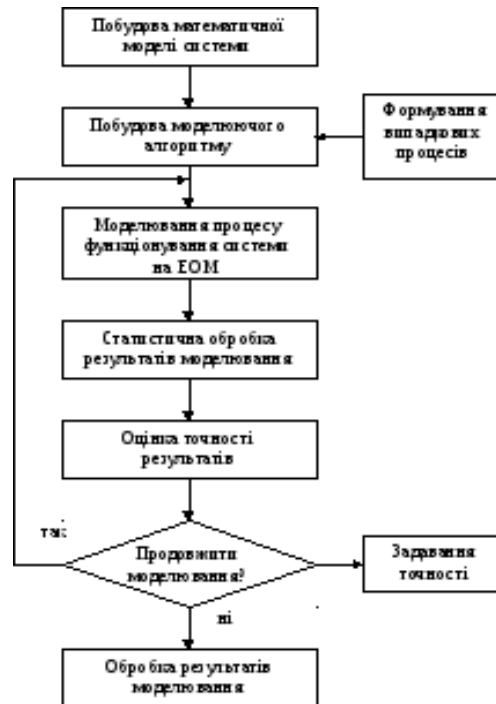 Побудова математичної
моделі системи
Побудова моделюючого
алгоритму
Формування
випадкових
процесів
Моделювання процесу
функціонування системи
на ЕОМ
Статистична обробка
результатів моделювання
Оцінка точності
результатів
так
Продовжити
моделювання?
Задавання
точності
ні
Обробка результатів
моделювання